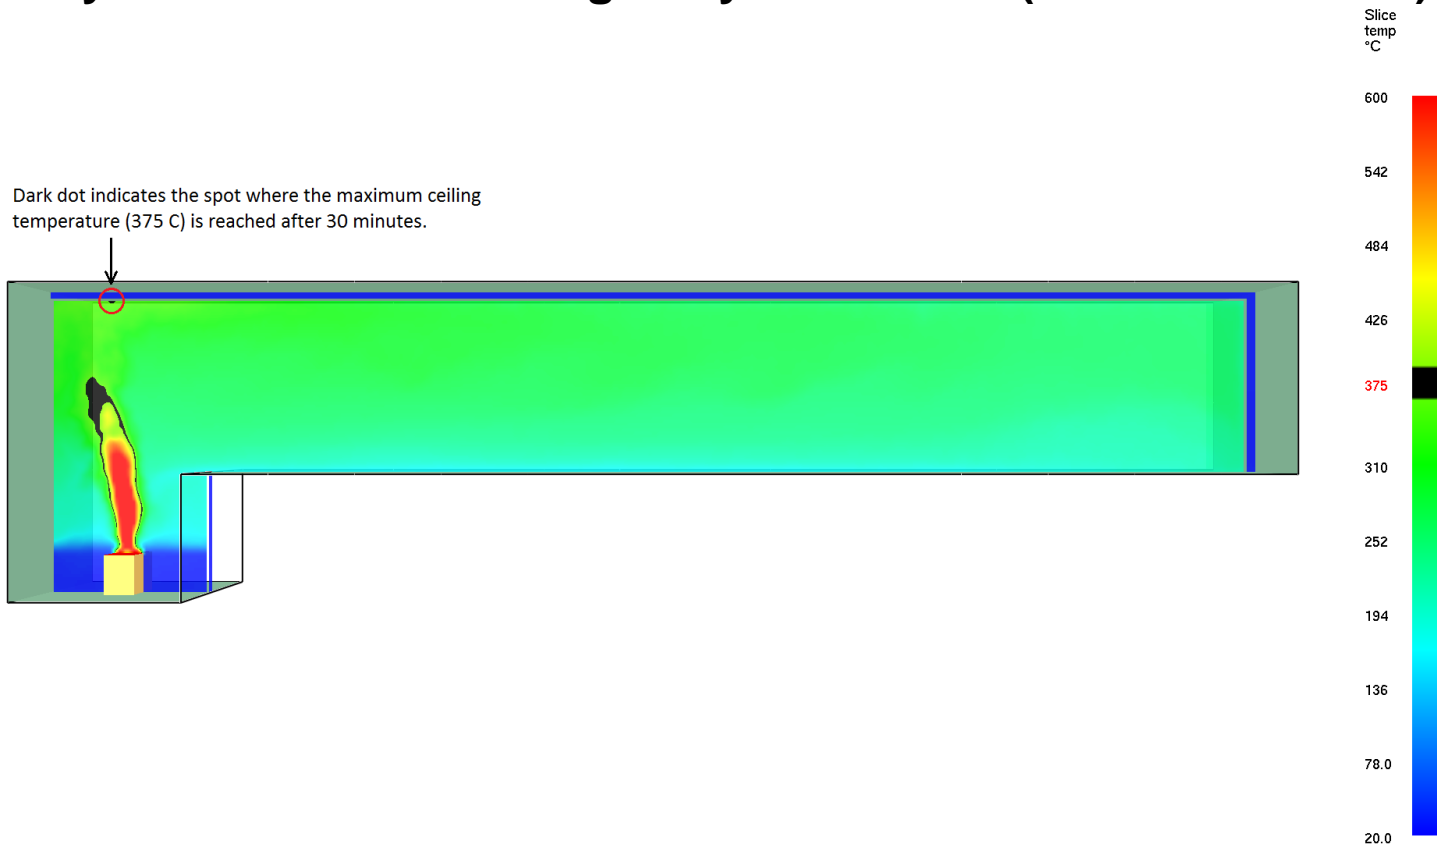 Slice
temp
°C
600
542
484
426
375
310
252
194
136
78.0
20.0
Dark dot indicates the spot where the maximum ceiling
temperature (375 C) is reached after 30 minutes.